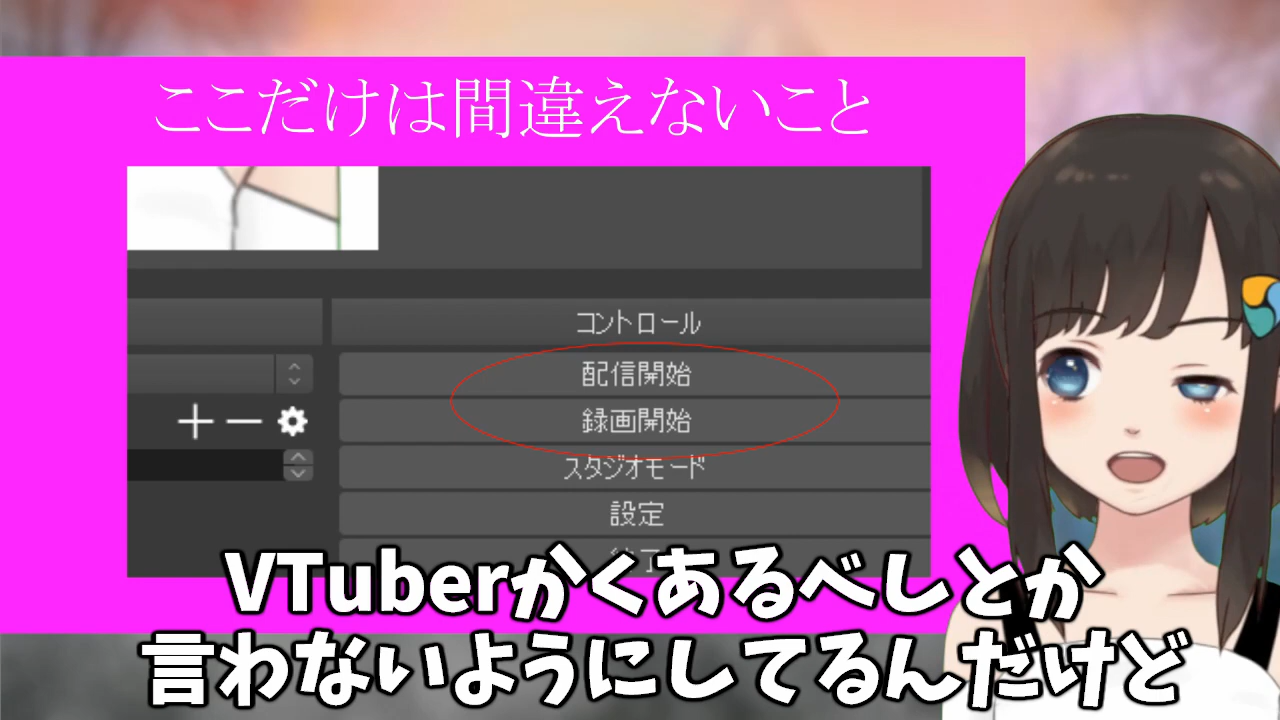 ここだけは間違えないこと
コントロール
配信開始
録画開始
スタジオモード
設定
終了
VTuberかくあるべしとか
言わないようにしてるんだけど